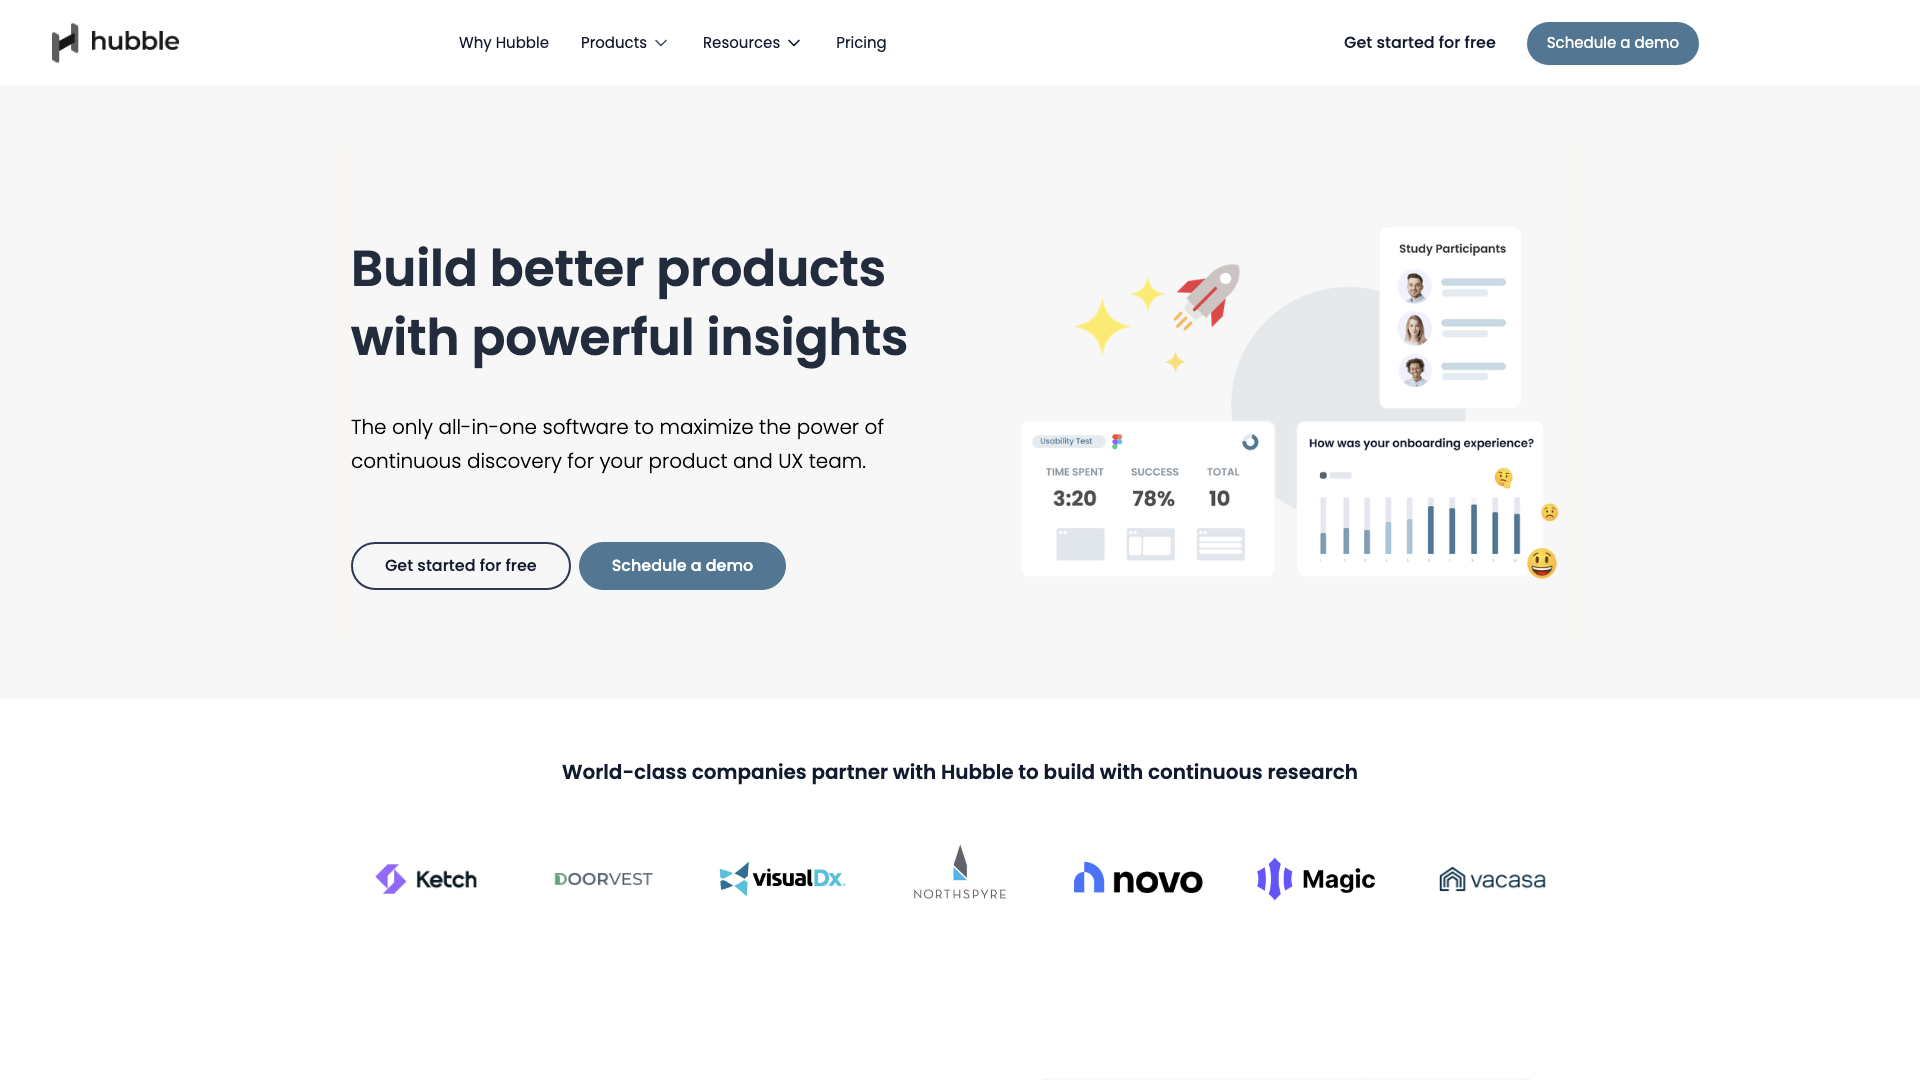 hubble
Why Hubble
Products
Resources
Pricing
Get started for free
Schedule a demo
Build better products
with powerful insights
The only all-in-one software to maximize the power of
continuous discovery for your product and UX team.
Get started for free
Schedule a demo
Study Participants
Usability Test
TIME SPENT
SUCCESS
TOTAL
3:20
78%
10
How was your onboarding experience?
World-class companies partner with Hubble to build with continuous research
Ketch
DOORVEST
visualDx
NORTHSPYRE
novo
Magic
vacasa